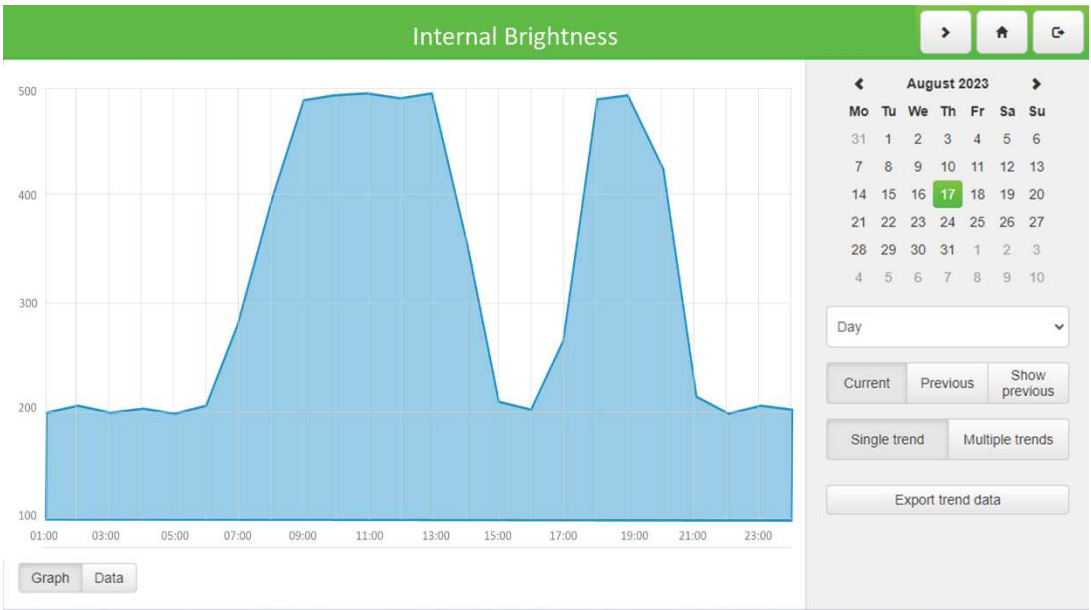 Internal Brightness
500
400
300
200
100
01:00 03:00 05:00 07:00 09:00 11:00 13:00 15:00 17:00 19:00 21:00 23:00
Graph Data
August 2023
Mo Tu We Th Fr Sa Su
31 1 2 3 4 5 6
7 8 9 10 11 12 13
14 15 16 17 18 19 20
21 22 23 24 25 26 27
28 29 30 31 1 2 3
4 5 6 7 8 9 10
Day
Current Previous Show previous
Single trend Multiple trends
Export trend data